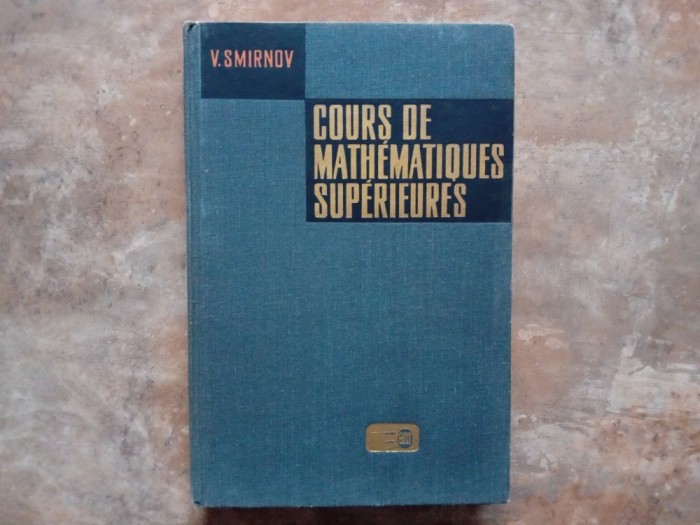 V. SMIRNOV
COURS DE
MATHÉMATIQUES
SUPÉRIEURES